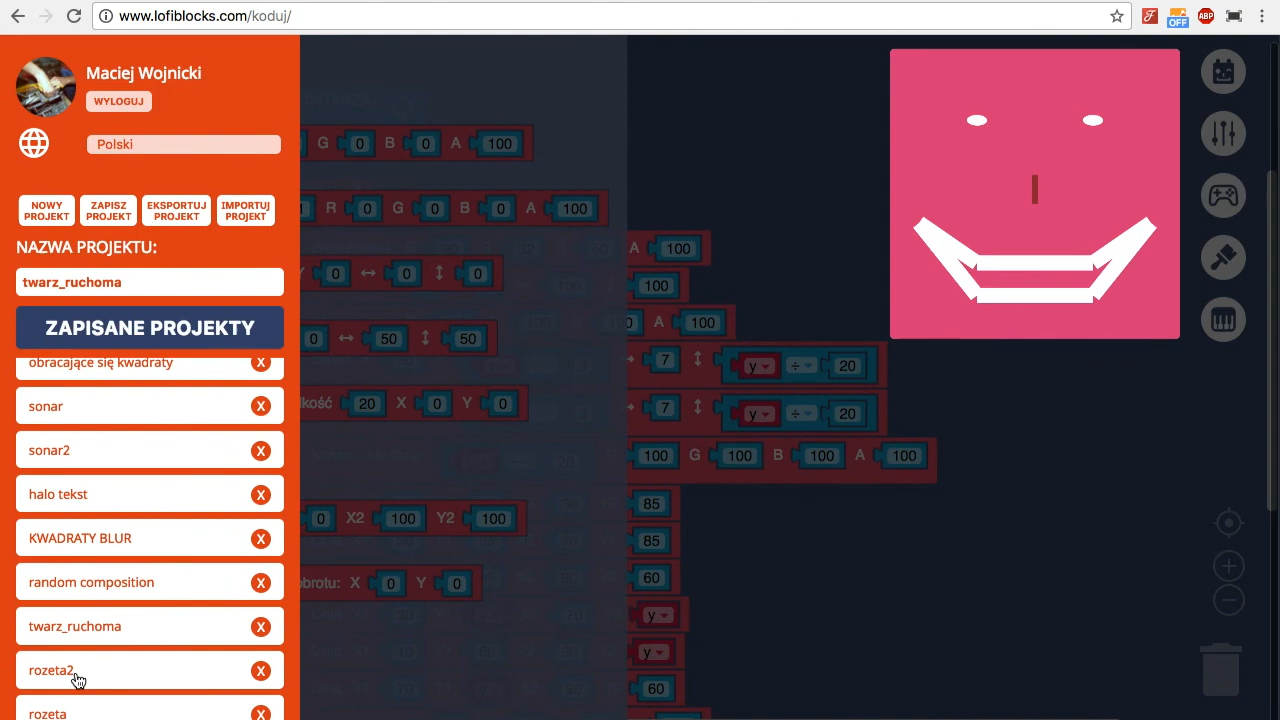 www.lofiblocks.com/koduj/
OFF
ABP
Maciej Wojnicki
WYLOGUJ
Polski
NOWY PROJEKT
ZAPISZ PROJEKT
EKSPORTUJ PROJEKT
IMPORTUJ PROJEKT
NAZWA PROJEKTU:
twarz_ruchoma
ZAPISANE PROJEKTY
obracające się kwadraty X
sonar X
sonar2 X
halo tekst X
KWADRATY BLUR X
random composition X
twarz_ruchoma X
rozeta2 X
rozeta X
G 0 B 0 A 100
R 0 G 0 B 0 A 100
A 100
0 0 0
100
A 100
0 50 50
7 y ÷ 20
kość 20 X 0 Y 0
7 y ÷ 20
100 G 100 B 100 A 100
0 X2 100 Y2 100
85
85
60
obrotu: X 0 Y 0
y
y
60